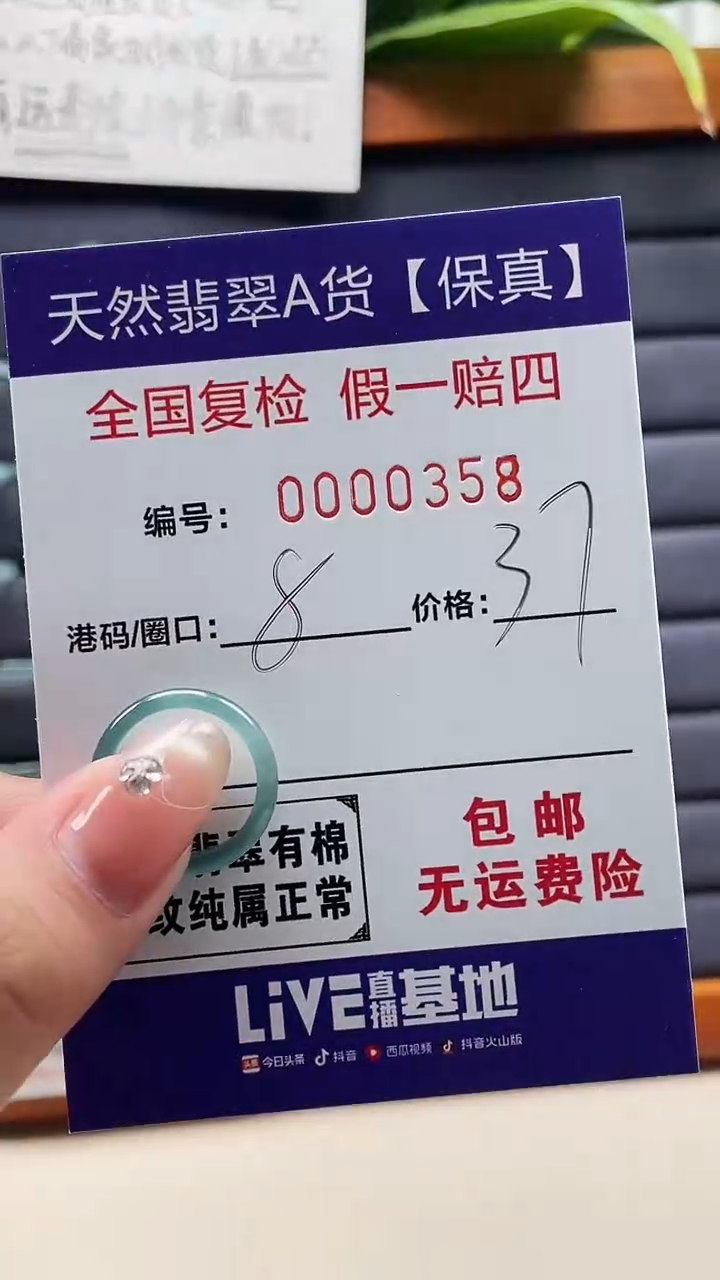 天然翡翠A货【保真】
全国复检 假一赔四
编号: 0000358
港码/圈口: 8 价格: 37
翡翠有棉
纹纯属正常
包邮
无运费险
LiVE直播基地
头条 今日头条 抖音 西瓜视频 抖音火山版